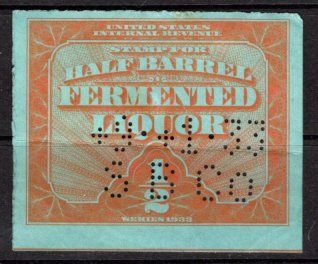 UNITED STATES
INTERNAL REVENUE
STAMP FOR
HALF BARREL
FERMENTED
LIQUOR
1/2
SERIES 1933